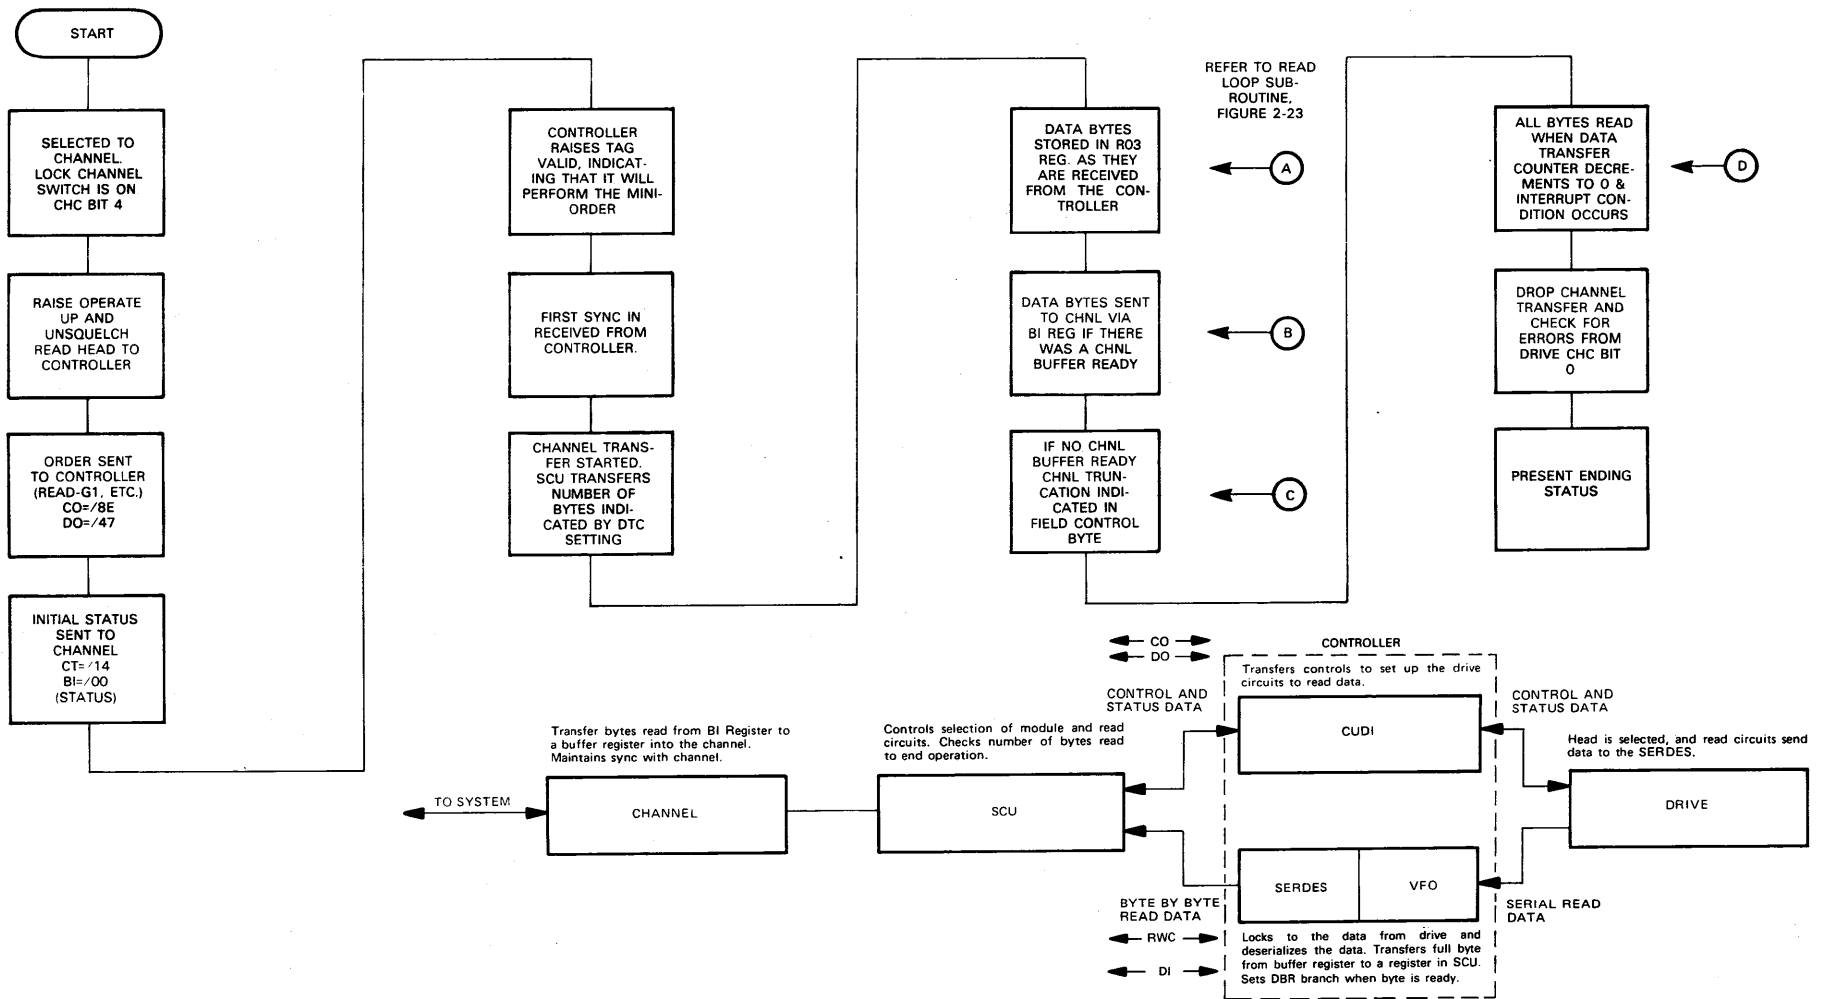 START
SELECTED TO
CHANNEL.
LOCK CHANNEL
SWITCH IS ON
CHC BIT 4
RAISE OPERATE
UP AND
UNSQUELCH
READ HEAD TO
CONTROLLER
ORDER SENT
TO CONTROLLER
(READ-G1, ETC.)
CO=/8E
DO=/47
INITIAL STATUS
SENT TO
CHANNEL
CT=/14
BI=/00
(STATUS)
CONTROLLER
RAISES TAG
VALID, INDICAT-
ING THAT IT WILL
PERFORM THE MINI-
ORDER
FIRST SYNC IN
RECEIVED FROM
CONTROLLER.
CHANNEL TRANS-
FER STARTED.
SCU TRANSFERS
NUMBER OF
BYTES INDI-
CATED BY DTC
SETTING
DATA BYTES
STORED IN R03
REG. AS THEY
ARE RECEIVED
FROM THE CON-
TROLLER
DATA BYTES SENT
TO CHNL VIA
BI REG IF THERE
WAS A CHNL
BUFFER READY
IF NO CHNL
BUFFER READY
CHNL TRUN-
CATION INDI-
CATED IN
FIELD CONTROL
BYTE
REFER TO READ
LOOP SUB-
ROUTINE,
FIGURE 2-23
A
B
C
ALL BYTES READ
WHEN DATA
TRANSFER
COUNTER DECRE-
MENTS TO 0 &
INTERRUPT CON-
DITION OCCURS
D
DROP CHANNEL
TRANSFER AND
CHECK FOR
ERRORS FROM
DRIVE CHC BIT
0
PRESENT ENDING
STATUS
TO SYSTEM
Transfer bytes read from BI Register to
a buffer register into the channel.
Maintains sync with channel.
CHANNEL
Controls selection of module and read
circuits. Checks number of bytes read
to end operation.
SCU
CO
DO
CONTROL AND
STATUS DATA
BYTE BY BYTE
READ DATA
RWC
DI
CONTROLLER
Transfers controls to set up the drive
circuits to read data.
CUDI
SERDES
VFO
Locks to the data from drive and
deserializes the data. Transfers full byte
from buffer register to a register in SCU.
Sets DBR branch when byte is ready.
CONTROL AND
STATUS DATA
SERIAL READ
DATA
Head is selected, and read circuits send
data to the SERDES.
DRIVE